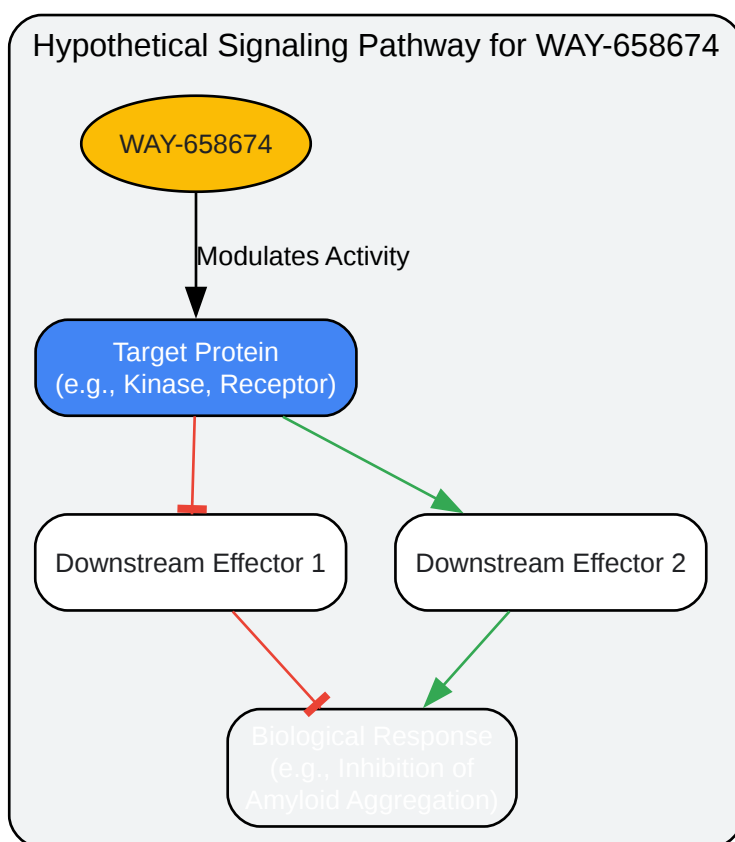 Hypothetical Signaling Pathway for WAY-658674
WAY-658674
Modulates Activity
Target Protein
(e.g., Kinase, Receptor)
Downstream Effector 1
Downstream Effector 2
Biological Response
(e.g., Inhibition of
Amyloid Aggregation)